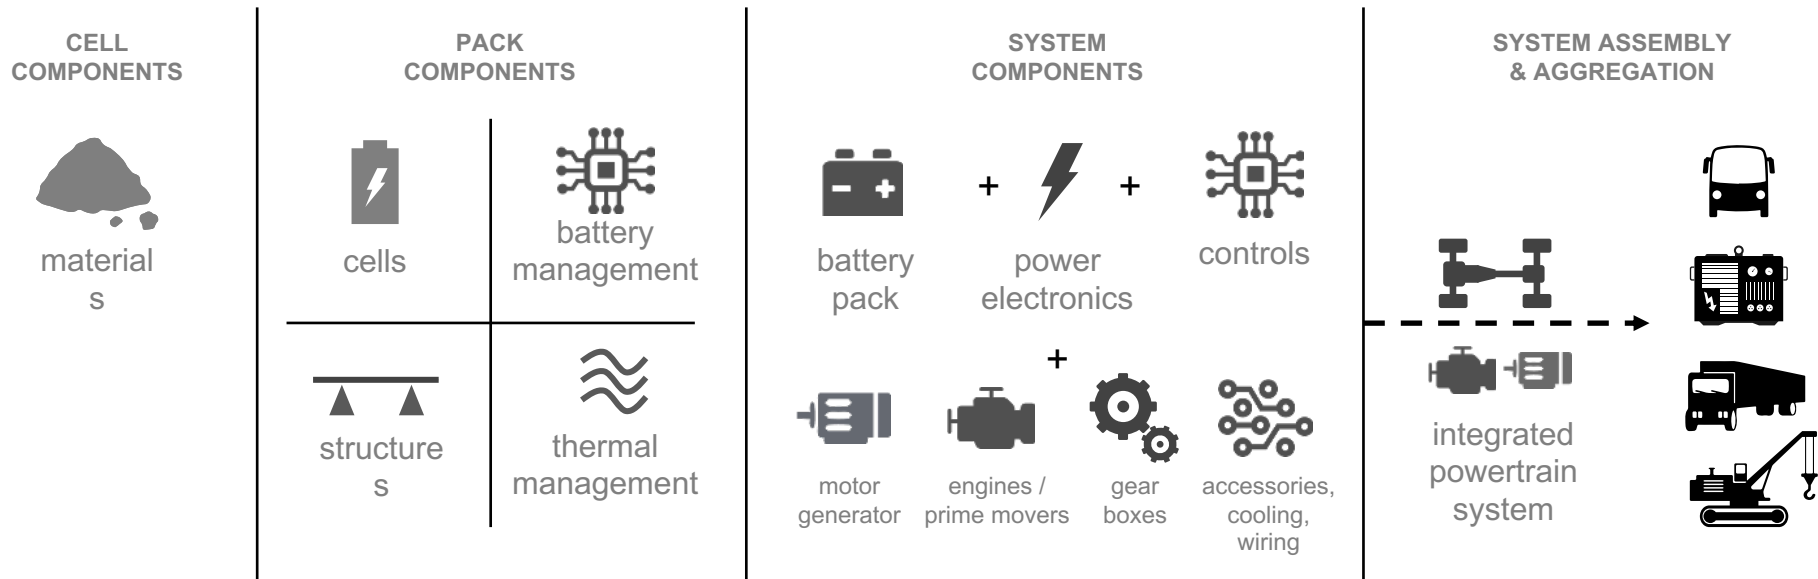 CELL
COMPONENTS
material
s
PACK
COMPONENTS
cells
battery
management
structure
s
thermal
management
SYSTEM
COMPONENTS
+
+
battery
pack
power
electronics
controls
+
motor
generator
engines /
prime movers
gear
boxes
accessories,
cooling,
wiring
SYSTEM ASSEMBLY
& AGGREGATION
integrated
powertrain
system